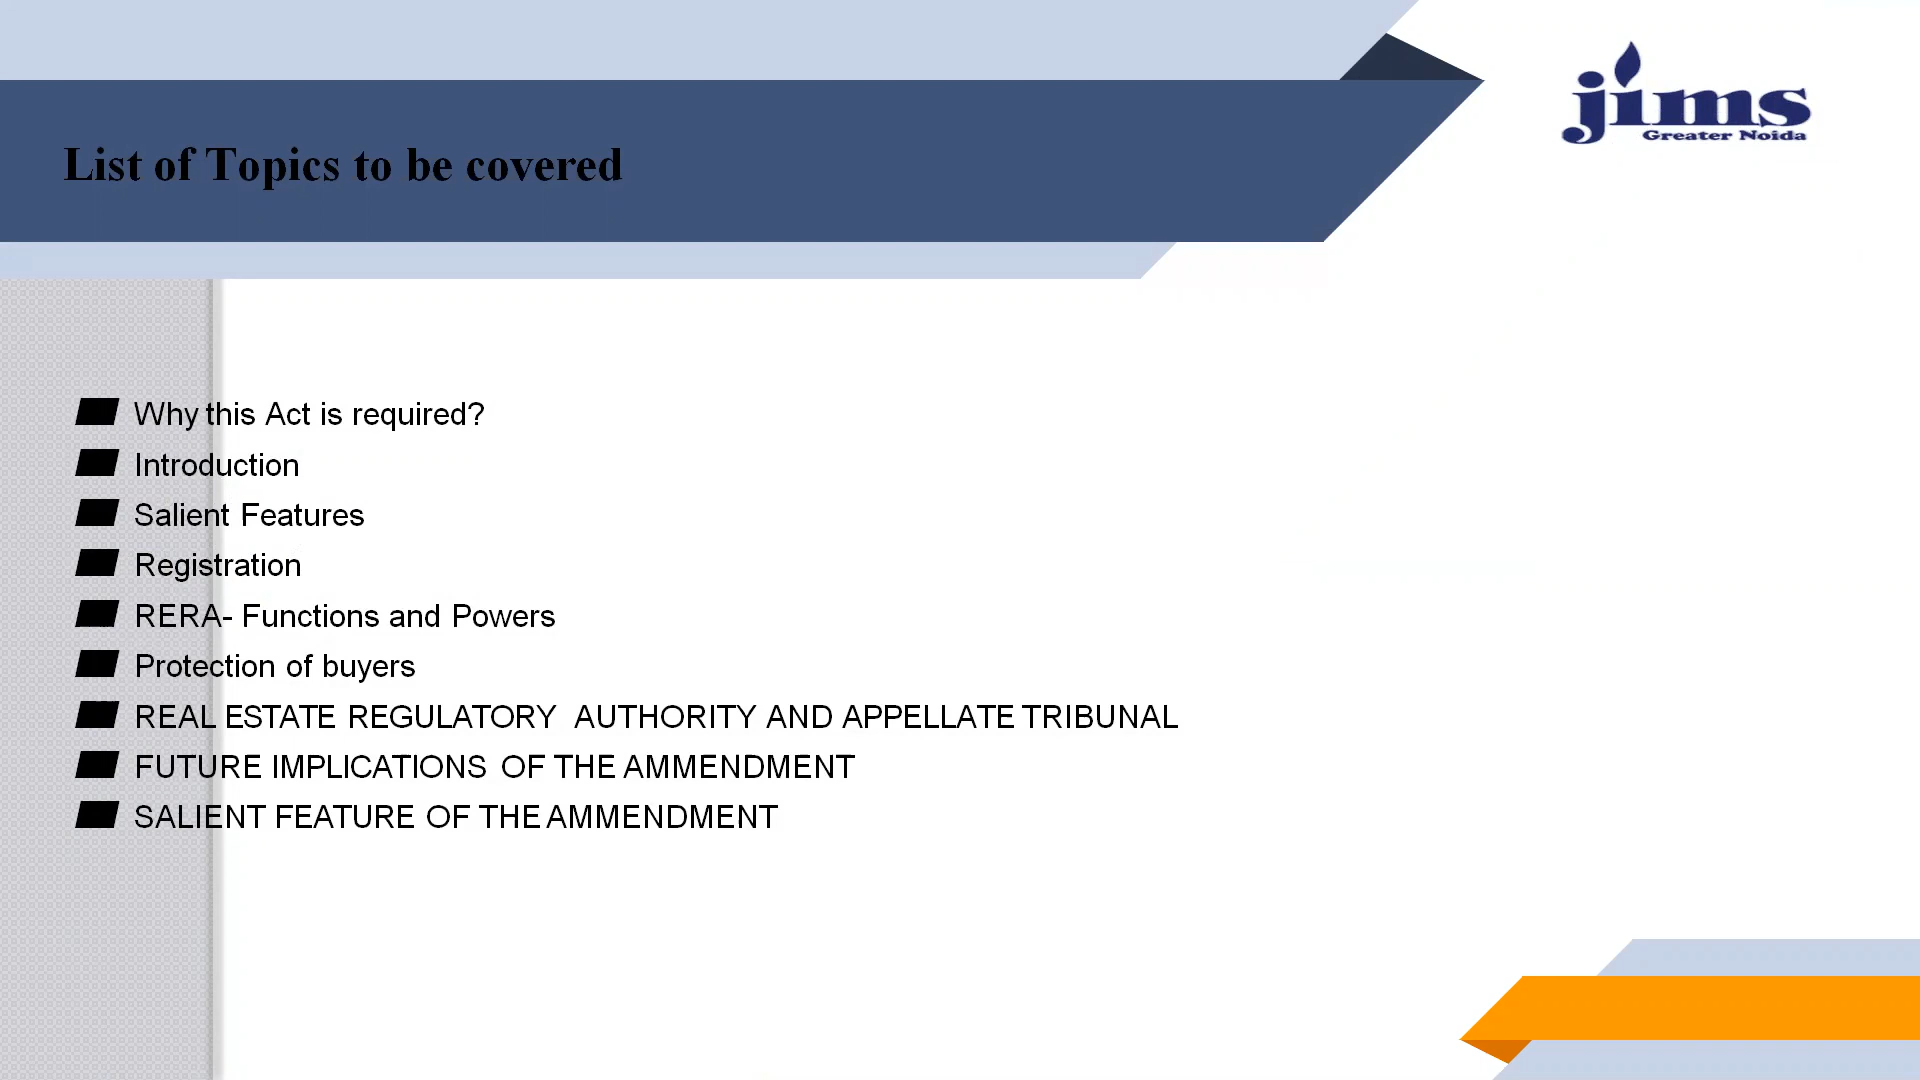 jims
Greater Noida
List of Topics to be covered
Why this Act is required?
Introduction
Salient Features
Registration
RERA- Functions and Powers
Protection of buyers
REAL ESTATE REGULATORY AUTHORITY AND APPELLATE TRIBUNAL
FUTURE IMPLICATIONS OF THE AMMENDMENT
SALIENT FEATURE OF THE AMMENDMENT